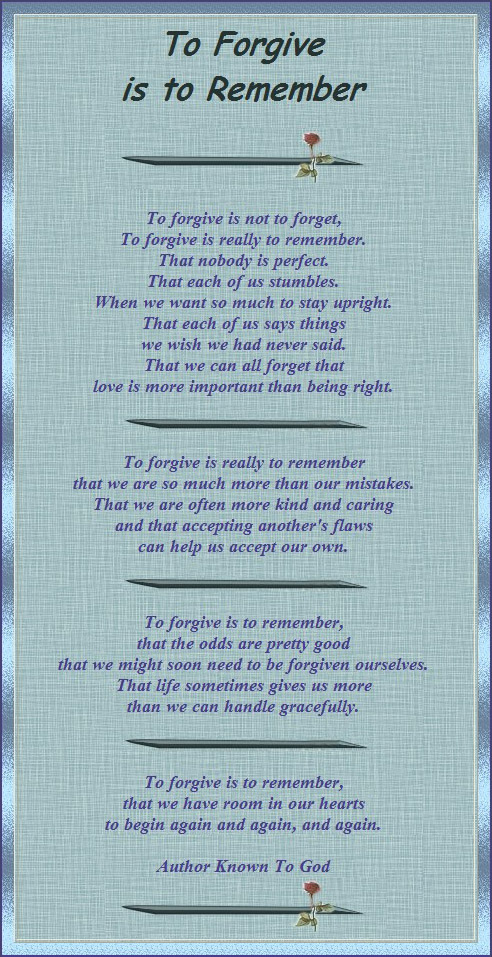 To Forgive
is to Remember
To forgive is not to forget,
To forgive is really to remember.
That nobody is perfect.
That each of us stumbles.
When we want so much to stay upright.
That each of us says things
we wish we had never said.
That we can all forget that
love is more important than being right.
To forgive is really to remember
that we are so much more than our mistakes.
That we are often more kind and caring
and that accepting another's flaws
can help us accept our own.
To forgive is to remember,
that the odds are pretty good
that we might soon need to be forgiven ourselves.
That life sometimes gives us more
than we can handle gracefully.
To forgive is to remember,
that we have room in our hearts
to begin again and again, and again.
Author Known To God